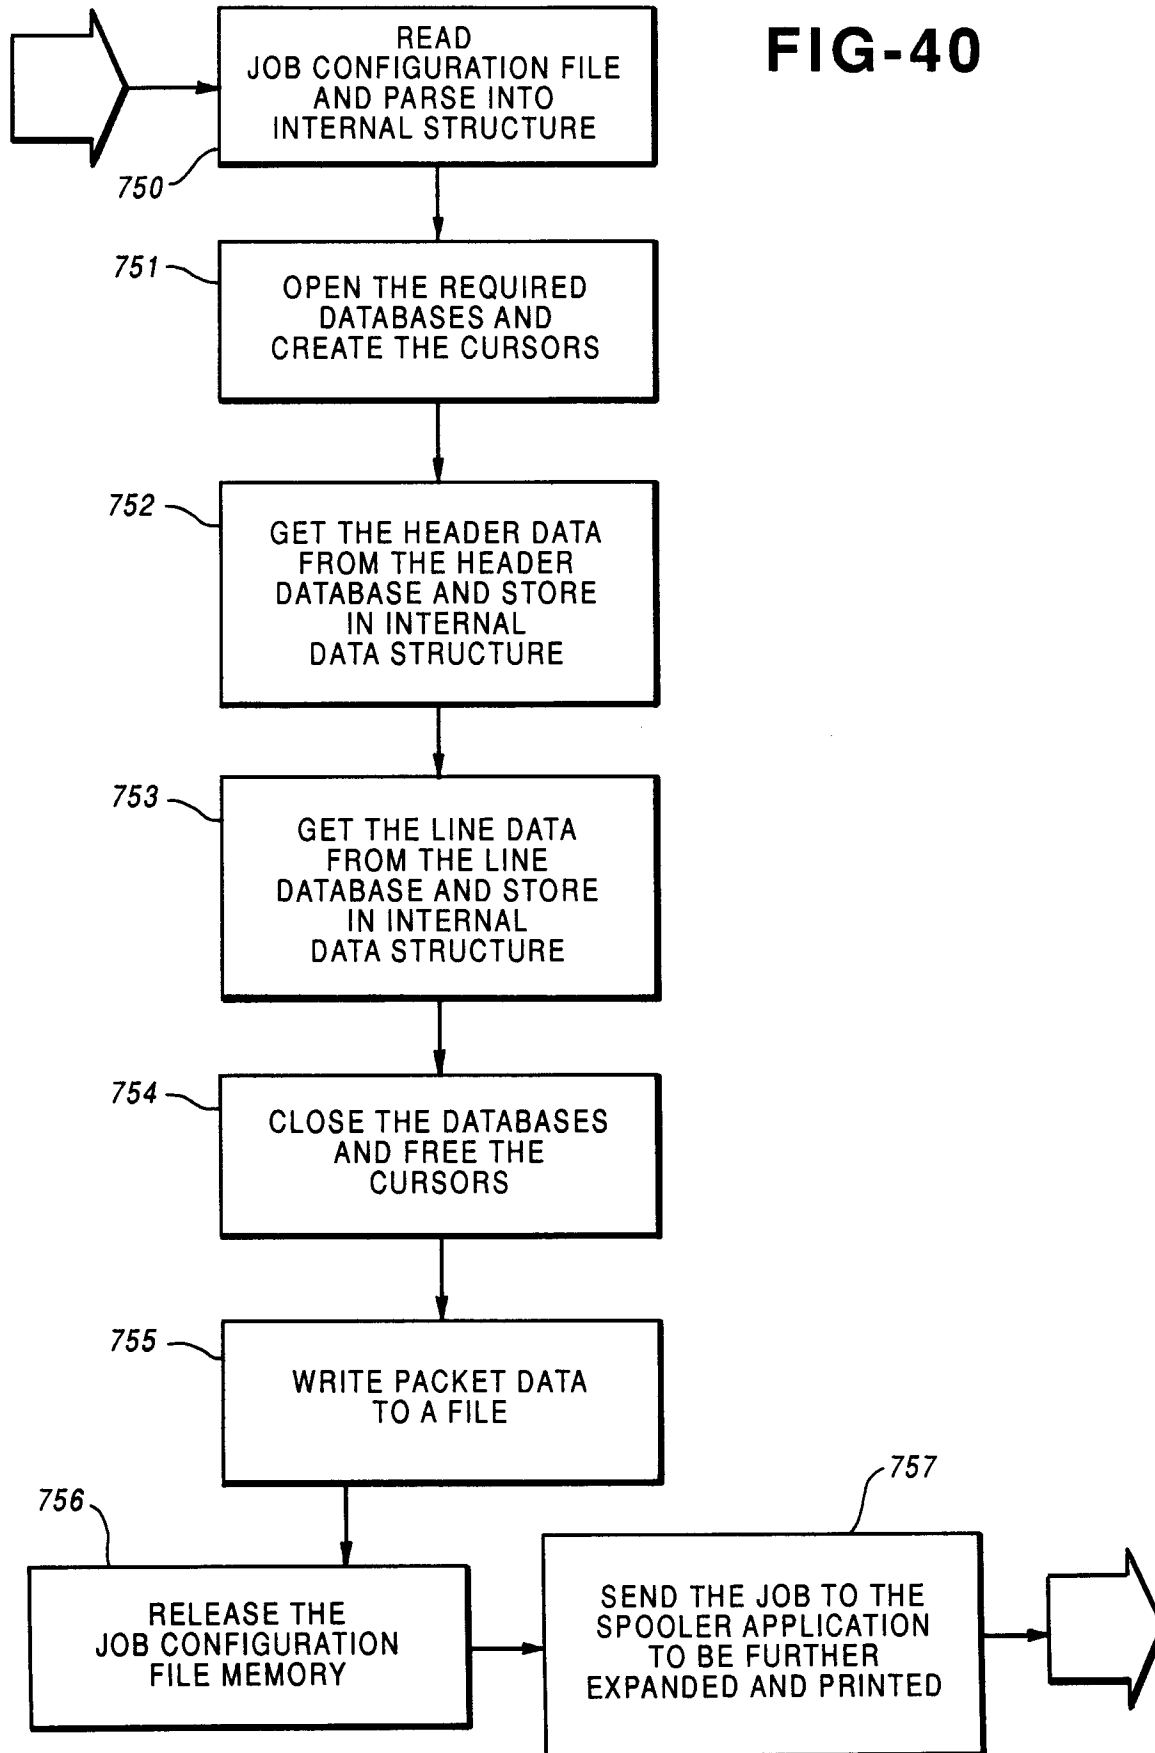 FIG-40
READ
JOB CONFIGURATION FILE
AND PARSE INTO
INTERNAL STRUCTURE
750
751
OPEN THE REQUIRED
DATABASES AND
CREATE THE CURSORS
752
GET THE HEADER DATA
FROM THE HEADER
DATABASE AND STORE
IN INTERNAL
DATA STRUCTURE
753
GET THE LINE DATA
FROM THE LINE
DATABASE AND STORE
IN INTERNAL
DATA STRUCTURE
754
CLOSE THE DATABASES
AND FREE THE
CURSORS
755
WRITE PACKET DATA
TO A FILE
756
RELEASE THE
JOB CONFIGURATION
FILE MEMORY
757
SEND THE JOB TO THE
SPOOLER APPLICATION
TO BE FURTHER
EXPANDED AND PRINTED